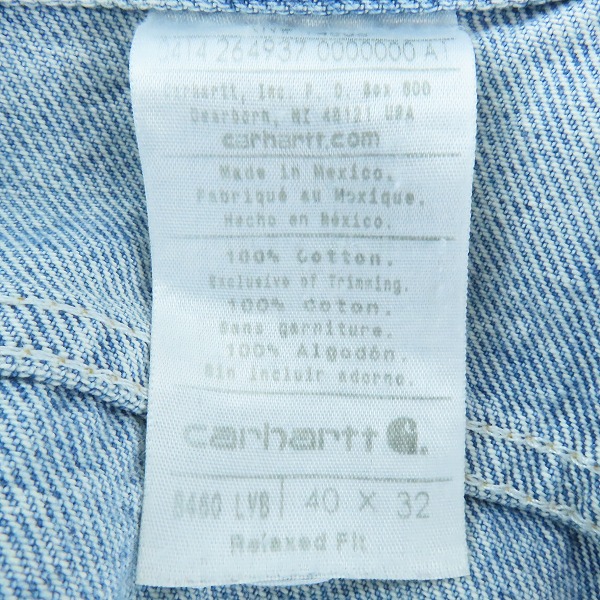 0414 264937 0000000 A1
Carhartt, Inc. P. O. Box 600
Dearborn, MI 48121 USA
carhartt.com
Made in Mexico.
Fabriqué au Mexique.
Hecho en México.
100% Cotton.
Exclusive of Trimming.
100% Coton.
Sans garniture.
100% Algodón.
Sin incluir adorno.
carhartt
B460 LVB 40 X 32
Relaxed Fit